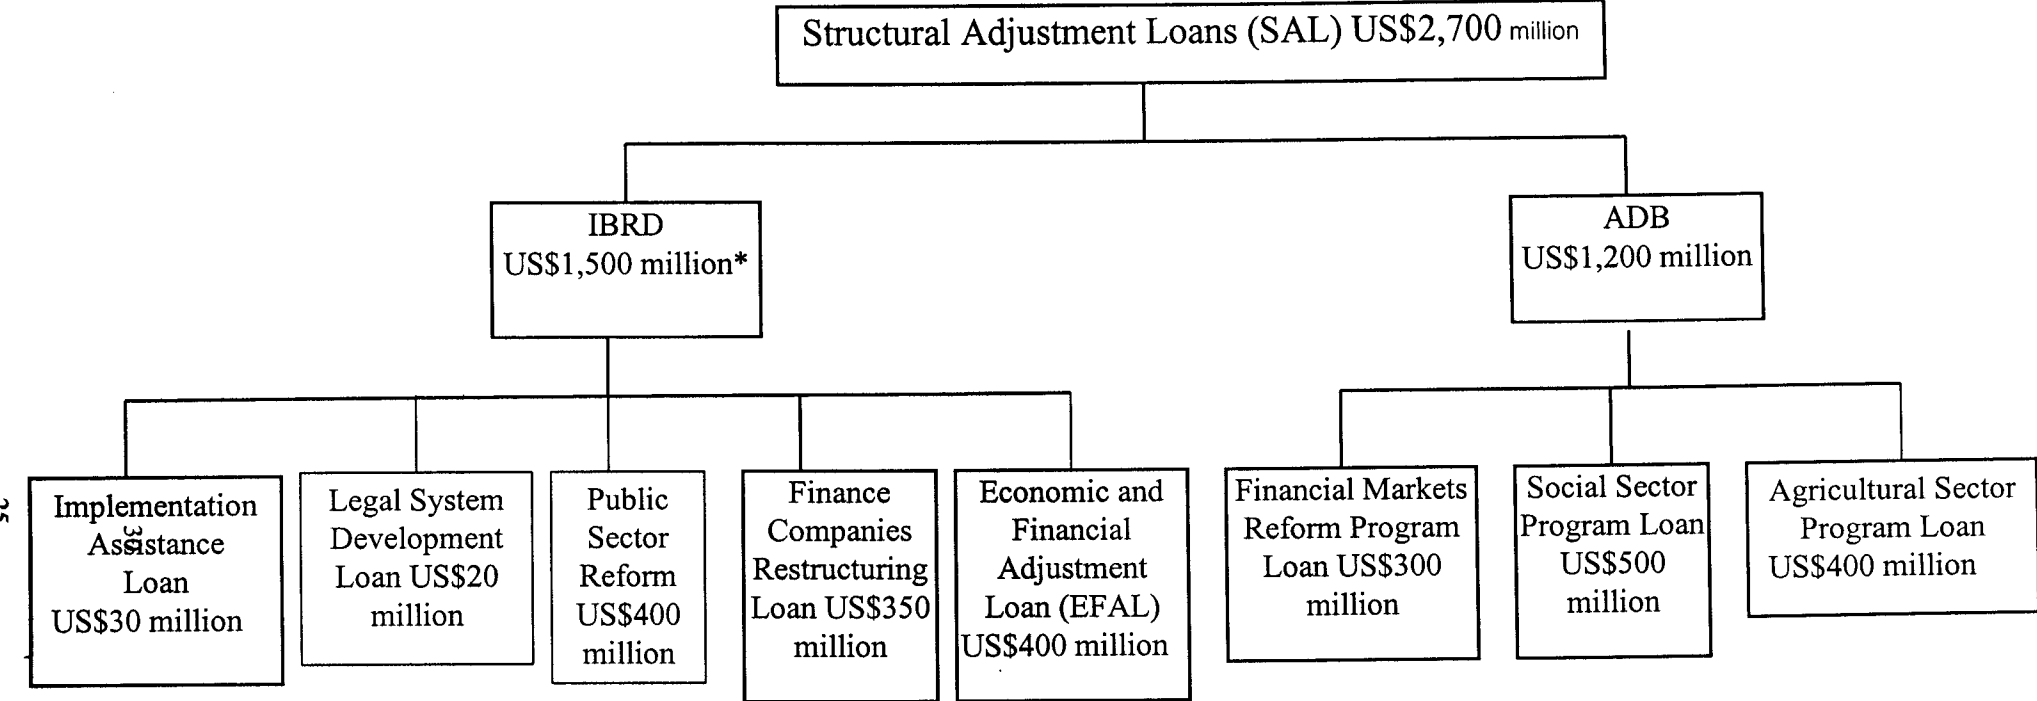 Structural Adjustment Loans (SAL) US$2,700 million
IBRD
US$1,500 million*
ADB
US$1,200 million
Implementation
Assistance
Loan
US$30 million
Legal System
Development
Loan US$20
million
Public
Sector
Reform
US$400
million
Finance
Companies
Restructuring
Loan US$350
million
Economic and
Financial
Adjustment
Loan (EFAL)
US$400 million
Financial Markets
Reform Program
Loan US$300
million
Social Sector
Program Loan
US$500
million
Agricultural Sector
Program Loan
US$400 million